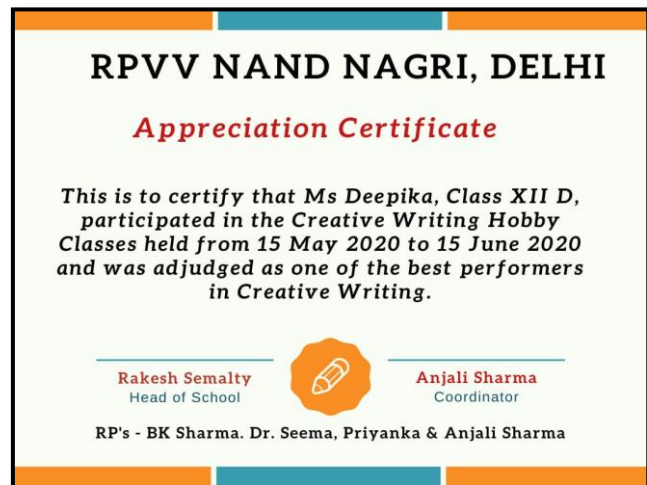 RPVV NAND NAGRI, DELHI
Appreciation Certificate
This is to certify that Ms Deepika, Class XII D,
participated in the Creative Writing Hobby
Classes held from 15 May 2020 to 15 June 2020
and was adjudged as one of the best performers
in Creative Writing.
Rakesh Semalty
Head of School
Anjali Sharma
Coordinator
RP's - BK Sharma. Dr. Seema, Priyanka & Anjali Sharma